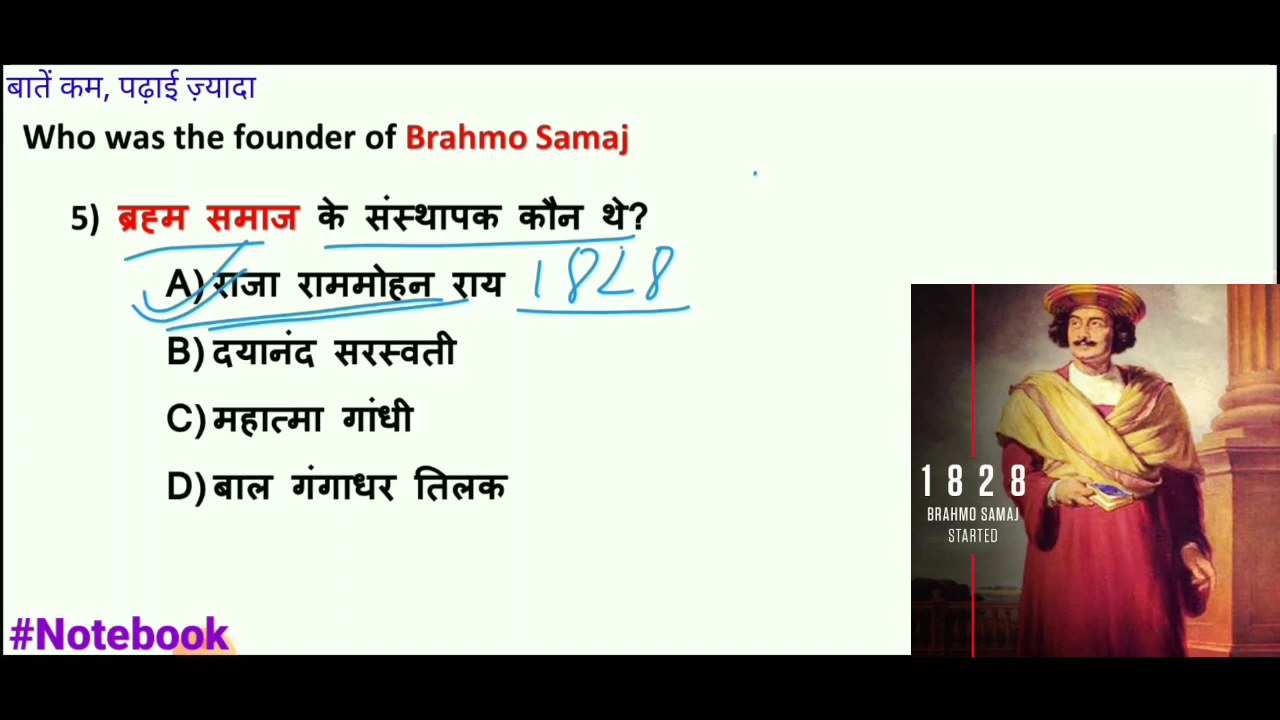 बातें कम, पढ़ाई ज़्यादा
Who was the founder of Brahmo Samaj
5) ब्रह्म समाज के संस्थापक कौन थे?
A) राजा राममोहन राय 1828
B) दयानंद सरस्वती
C) महात्मा गांधी
D) बाल गंगाधर तिलक
1828
BRAHMO SAMAJ
STARTED
#Notebook